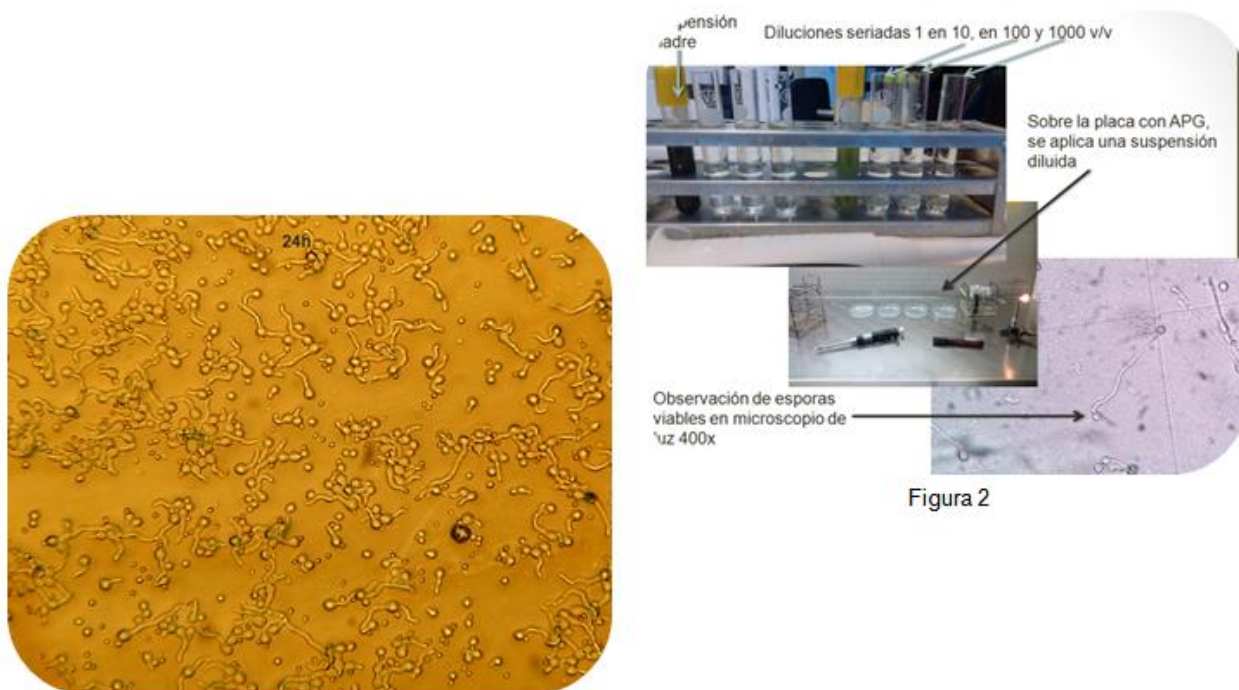 Diluciones seriadas 1 en 10, en 100 y 1000 v/v
Sobre la placa con APG,
se aplica una suspensión
diluida
24h
Observación de esporas
viables en microscopio de
400x
Figura 2